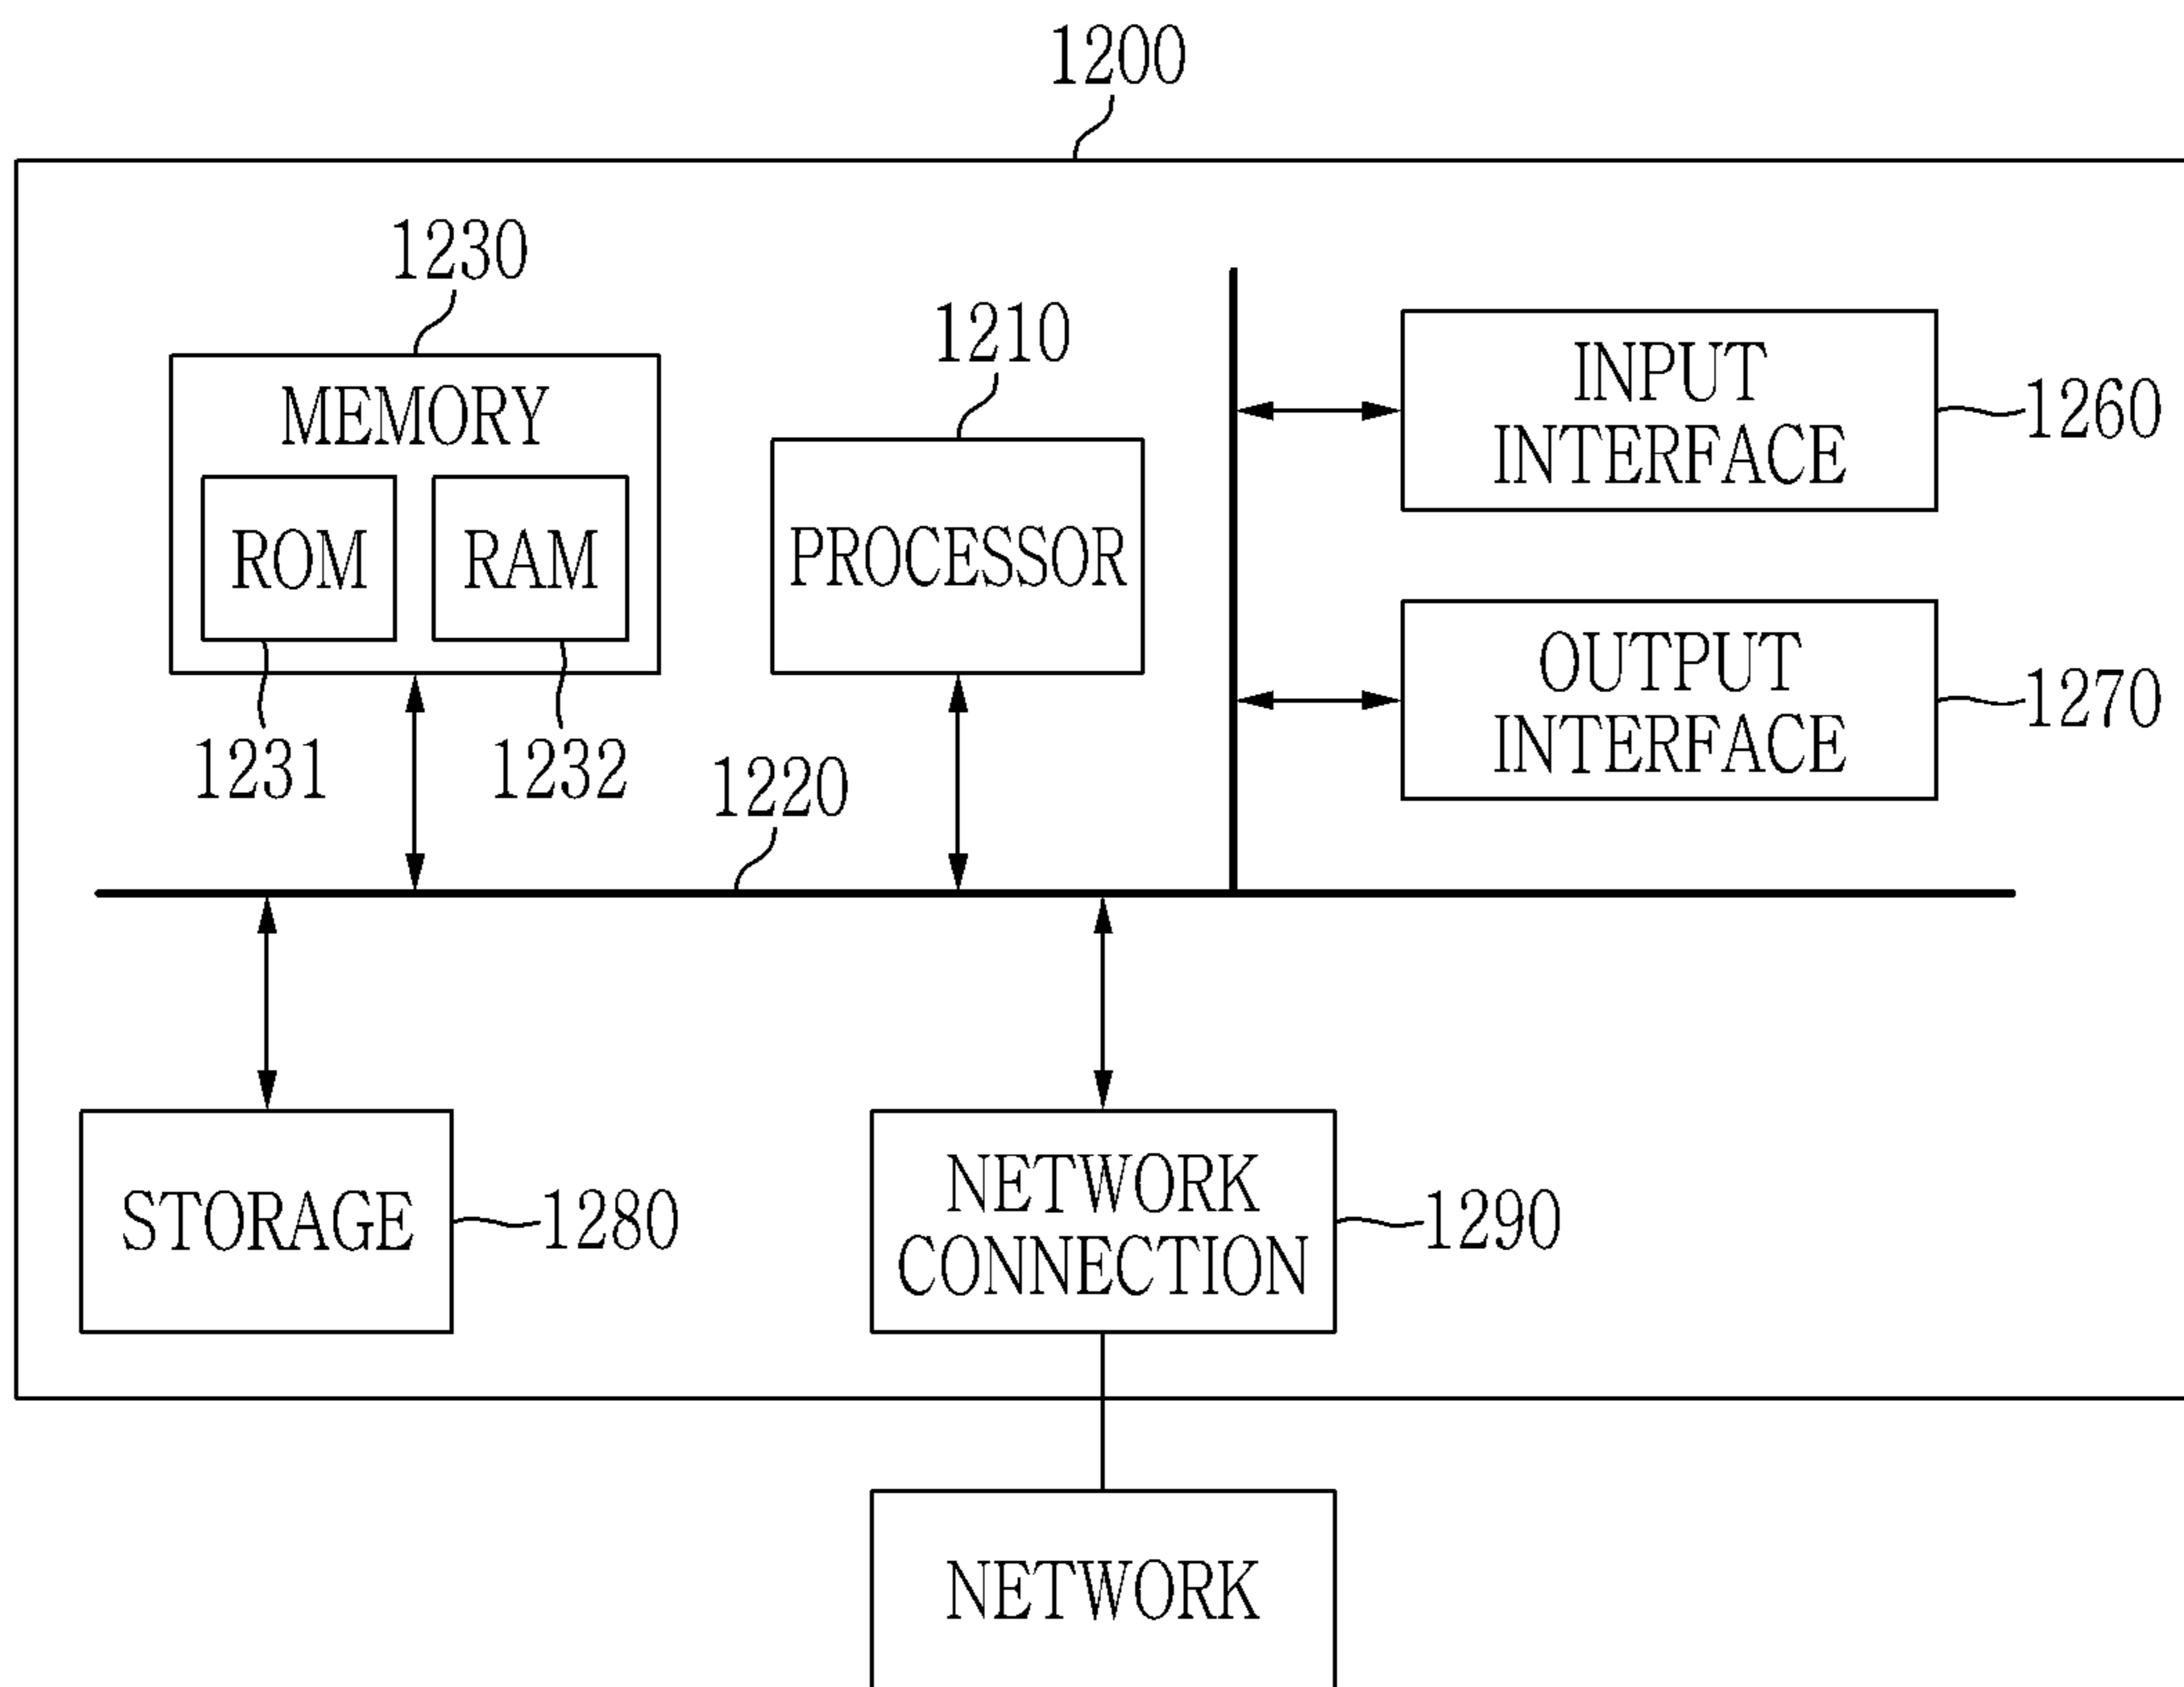 1200
1230
MEMORY
ROM
RAM
1231
1232
1210
PROCESSOR
1220
INPUT
INTERFACE
1260
OUTPUT
INTERFACE
1270
STORAGE
1280
NETWORK
CONNECTION
1290
NETWORK